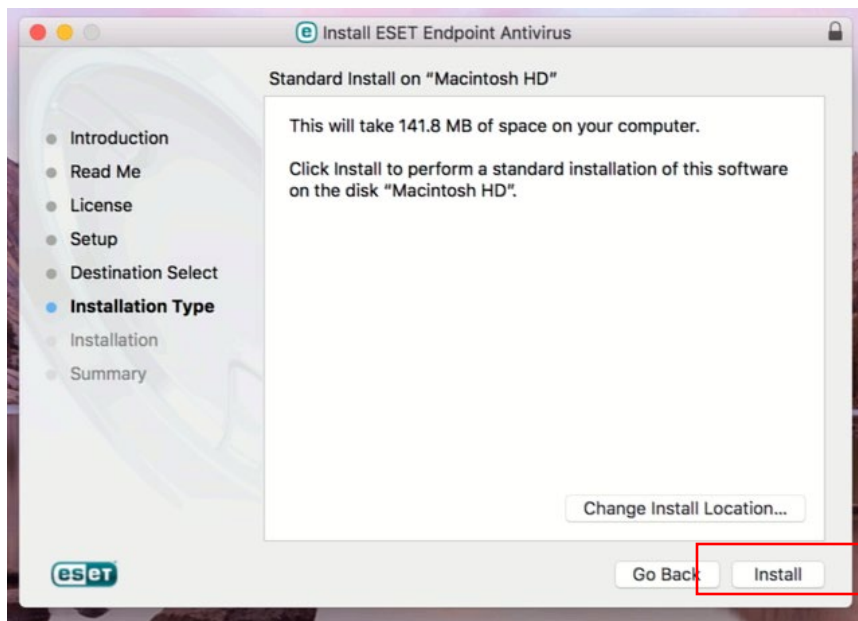 Install ESET Endpoint Antivirus
Standard Install on “Macintosh HD”
Introduction
Read Me
License
Setup
Destination Select
Installation Type
Installation
Summary
This will take 141.8 MB of space on your computer.
Click Install to perform a standard installation of this software
on the disk “Macintosh HD”.
Change Install Location...
eset
Go Back
Install